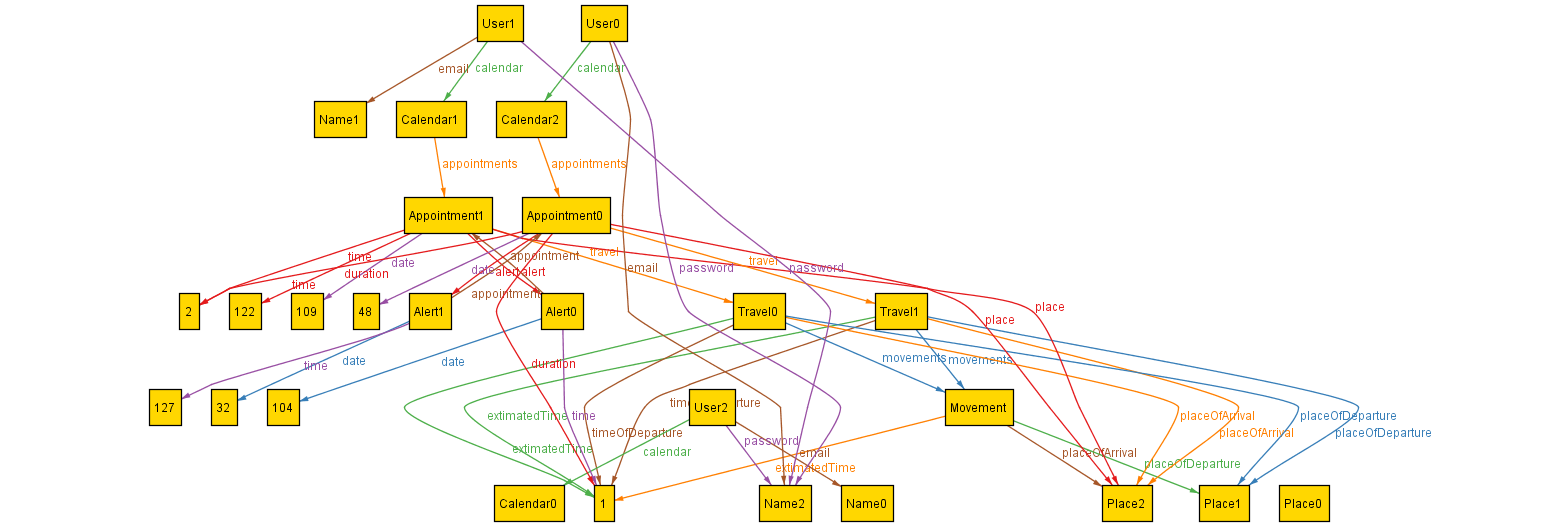 User1
User0
email
calendar
calendar
Name1
Calendar1
Calendar2
appointments
appointments
Appointment1
Appointment0
time
duration
time
date
date
appointment
alert
alert
appointment
travel
travel
email
password
password
place
place
2
122
109
48
Alert1
Alert0
Travel0
Travel1
time
date
date
duration
movements
movements
127
32
104
User2
Movement
extimatedTime
time
timeOfDeparture
extimatedTime
calendar
password
email
extimatedTime
placeOfArrival
placeOfArrival
placeOfArrival
placeOfDeparture
placeOfDeparture
placeOfDeparture
Calendar0
1
Name2
Name0
Place2
Place1
Place0